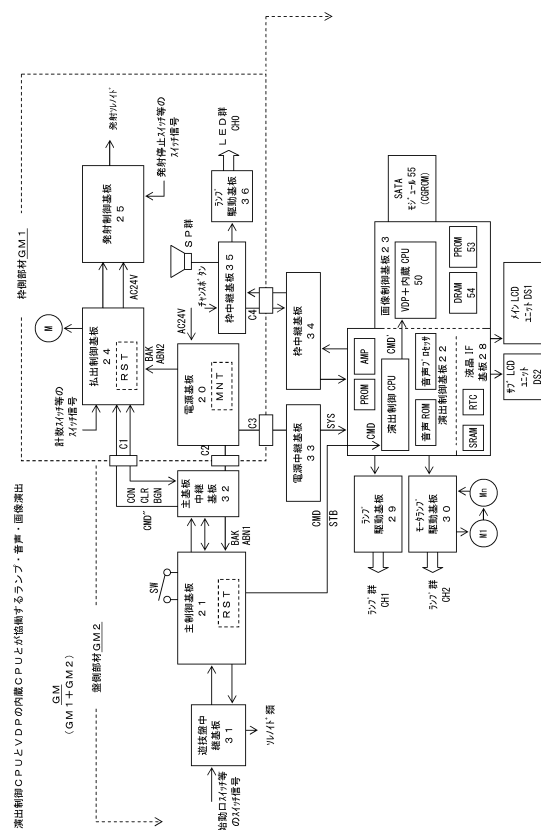 演出制御CPUとVDPの内蔵CPUとが協働するランプ・音声・画像演出
GM
(GM1+GM2)
枠側部材GM1
盤側部材GM2
計数スイッチ等の
スイッチ信号
M
払出制御基板
24
RST
AC24V
発射制御基板
25
発射ソレノイド
発射停止スイッチ等の
スイッチ信号
C1
CON
CLR
BGN
CMD"
BAK
ABN2
電源基板
20
MNT
AC24V
チャンスボタン
SP群
枠中継基板35
ランプ
駆動基板
36
LED群
CH0
C2
C3
C4
主基板
中継
基板
32
BAK
ABN1
SW
主制御基板
21
RST
遊技盤中
継基板
31
始動口スイッチ等
のスイッチ信号
ソレノイド類
電源中継基板
33
SYS
枠中継基板
34
CMD
STB
CMD
PROM
AMP
演出制御CPU
CMD'
音声ROM
音声プロセッサ
演出制御基板22
SRAM
RTC
液晶IF
基板28
画像制御基板23
VDP+内蔵CPU
50
DRAM
54
PROM
53
SATA
モジュール55
(CGROM)
ランプ
駆動基板
29
ランプ群
CH1
モータランプ
駆動基板
30
ランプ群
CH2
M1
Mn
サブLCD
ユニット
DS2
メインLCD
ユニットDS1